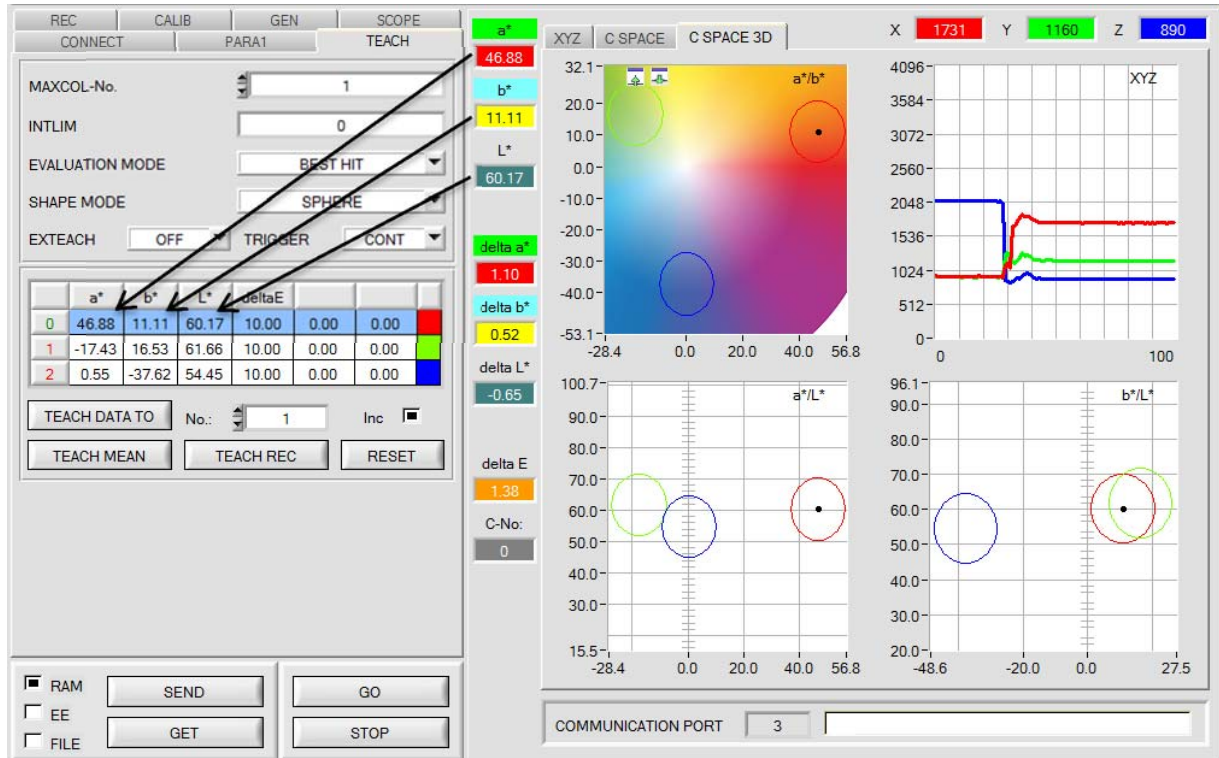 REC CALIB GEN SCOPE
CONNECT PARA1 TEACH
MAXCOL-No. 1
INTLIM 0
EVALUATION MODE BEST HIT
SHAPE MODE SPHERE
EXTEACH OFF TRIGGER CONT
a* b* L* deltaE
0 46.88 11.11 60.17 10.00 0.00 0.00
1 -17.43 16.53 61.66 10.00 0.00 0.00
2 0.55 -37.62 54.45 10.00 0.00 0.00
TEACH DATA TO No.: 1 Inc
TEACH MEAN TEACH REC RESET
RAM SEND GO
EE
GET STOP
FILE
a*
46.88
b*
11.11
L*
60.17
delta a*
1.10
delta b*
0.52
delta L*
-0.65
delta E
1.38
C-No:
0
XYZ C SPACE C SPACE 3D
X 1731 Y 1160 Z 890
a*/b*
32.1
20.0
10.0
0.0
-10.0
-20.0
-30.0
-40.0
-53.1
-28.4 0.0 20.0 40.0 56.8
XYZ
4096
3584
3072
2560
2048
1536
1024
512
0
0 100
a*/L*
100.7
90.0
80.0
70.0
60.0
50.0
40.0
30.0
15.5
-28.4 0.0 20.0 40.0 56.8
b*/L*
96.1
90.0
80.0
70.0
60.0
50.0
40.0
30.0
20.0
-48.6 -20.0 0.0 27.5
COMMUNICATION PORT 3